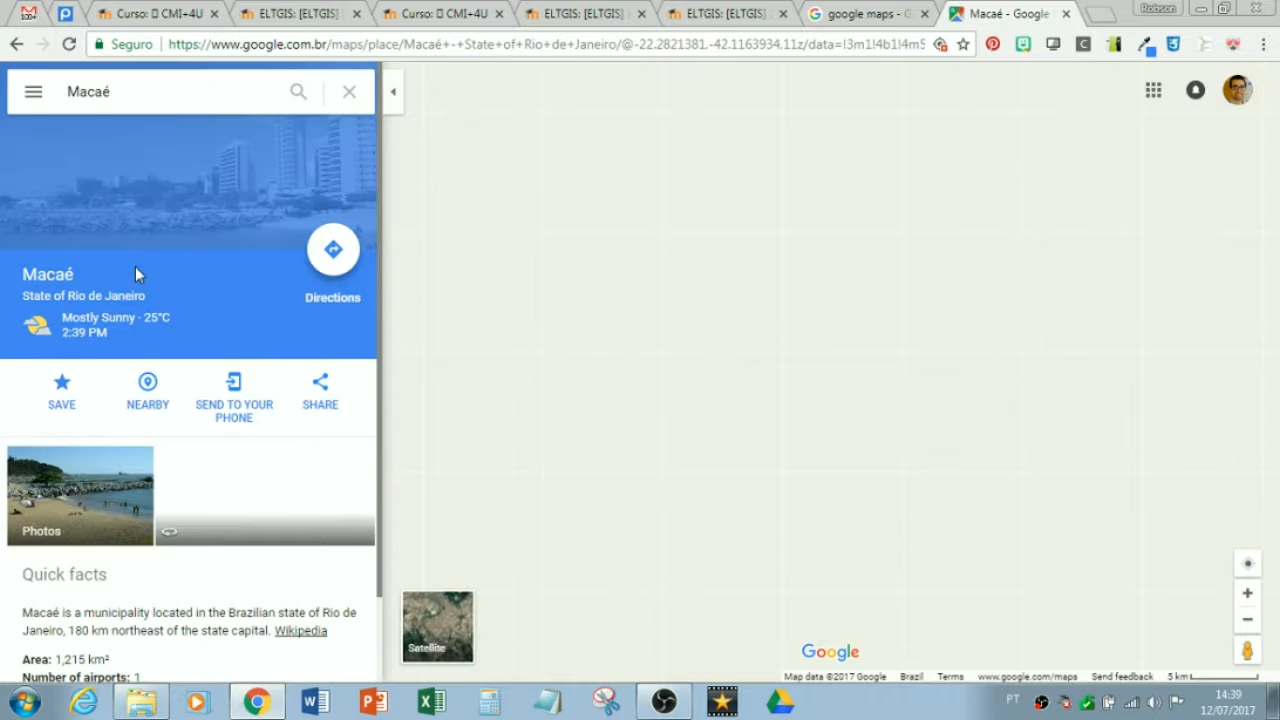 100+
Curso: CMI+4U
ELTGIS: [ELTGIS]
Curso: CMI+4U
ELTGIS: [ELTGIS]
ELTGIS: [ELTGIS]
google maps - G
Macaé - Google
Robson
Seguro
https://www.google.com.br/maps/place/Macaé+-+State+of+Rio+de+Janeiro/@-22.2821381,-42.1163934,11z/data=!3m1!4b1!4m5
Macaé
Macaé
State of Rio de Janeiro
Directions
Mostly Sunny · 25°C
2:39 PM
SAVE
NEARBY
SEND TO YOUR
PHONE
SHARE
Photos
Quick facts
Macaé is a municipality located in the Brazilian state of Rio de
Janeiro, 180 km northeast of the state capital. Wikipedia
Area: 1,215 km²
Number of airports: 1
Satellite
Google
Map data ©2017 Google Brazil Terms www.google.com/maps Send feedback 5 km
PT
14:39
12/07/2017